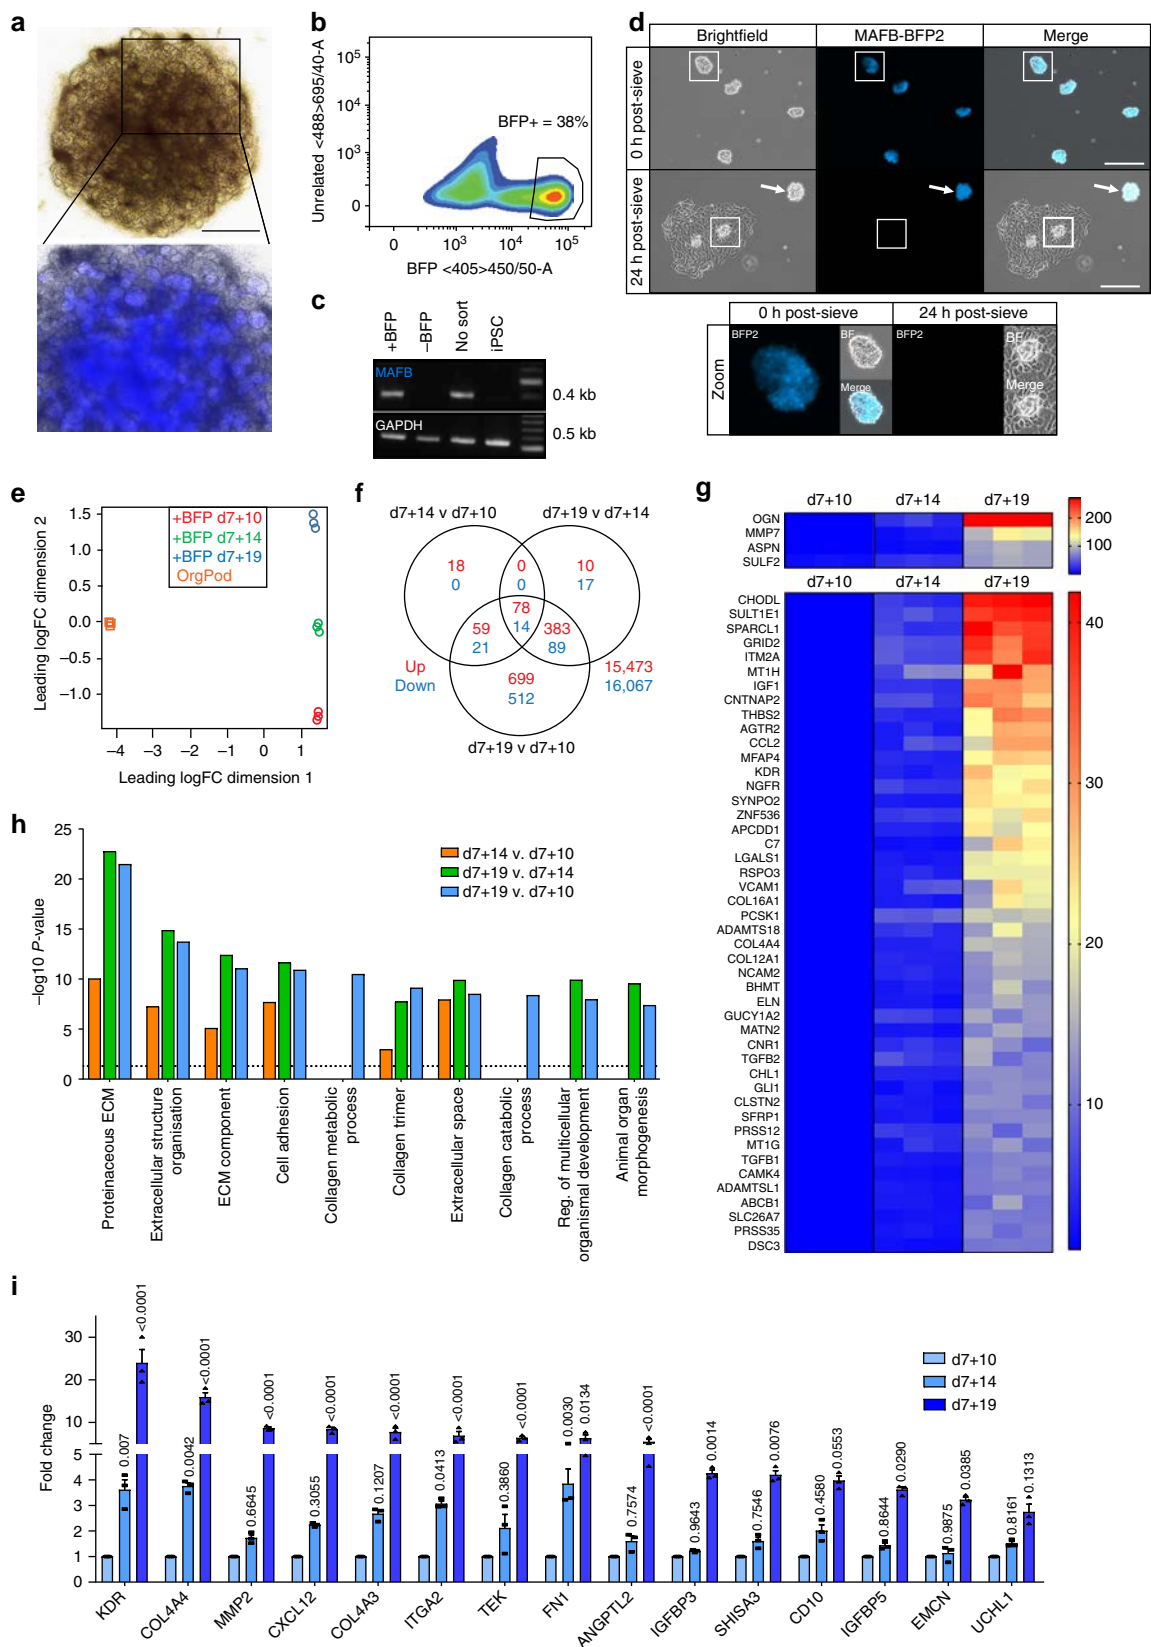 a
b
Unrelated <488>695/40-A
10⁵
10⁴
10³
0
BFP+ = 38%
0 10³ 10⁴ 10⁵
BFP <405>450/50-A
c
+BFP –BFP No sort iPSC
MAFB
0.4 kb
GAPDH
0.5 kb
d
Brightfield MAFB-BFP2 Merge
0 h post-sieve
24 h post-sieve
0 h post-sieve 24 h post-sieve
Zoom
BFP2 BF BFP2 BF
Merge Merge
e
Leading logFC dimension 2
1.5
1.0
0.5
0.0
–0.5
–1.0
+BFP d7+10
+BFP d7+14
+BFP d7+19
OrgPod
–4 –3 –2 –1 0 1
Leading logFC dimension 1
f
d7+14 v d7+10 d7+19 v d7+14
18 0 10
0 0 17
78
14
59 383
21 89
Up 699 15,473
Down 512 16,067
d7+19 v d7+10
g
d7+10 d7+14 d7+19
OGN
MMP7
ASPN
SULF2
200
100
d7+10 d7+14 d7+19
CHODL
SULT1E1
SPARCL1
GRID2
ITM2A
MT1H
IGF1
CNTNAP2
THBS2
AGTR2
CCL2
MFAP4
KDR
NGFR
SYNPO2
ZNF536
APCDD1
C7
LGALS1
RSPO3
VCAM1
COL16A1
PCSK1
ADAMTS18
COL4A4
COL12A1
NCAM2
BHMT
ELN
GUCY1A2
MATN2
CNR1
TGFB2
CHL1
GLI1
CLSTN2
SFRP1
PRSS12
MT1G
TGFB1
CAMK4
ADAMTSL1
ABCB1
SLC26A7
PRSS35
DSC3
40
30
20
10
h
–log10 P-value
25
20
15
10
5
0
d7+14 v. d7+10
d7+19 v. d7+14
d7+19 v. d7+10
Proteinaceous ECM
Extracellular structure
organisation
ECM component
Cell adhesion
Collagen metabolic
process
Collagen trimer
Extracellular space
Collagen catabolic
process
Reg. of multicellular
organismal development
Animal organ
morphogenesis
i
Fold change
30
20
10
5
4
3
2
1
0
d7+10
d7+14
d7+19
0.007 <0.0001
0.0042 <0.0001
0.6645 <0.0001
0.3055 <0.0001
0.1207 <0.0001
0.0413 <0.0001
0.3860 <0.0001
0.0030 0.0134
0.7574 <0.0001
0.9643 0.0014
0.7546 0.0076
0.4580 0.0553
0.8644 0.0290
0.9875 0.0385
0.8161 0.1313
KDR COL4A4 MMP2 CXCL12 COL4A3 ITGA2 TEK FN1 ANGPTL2 IGFBP3 SHISA3 CD10 IGFBP5 EMCN UCHL1